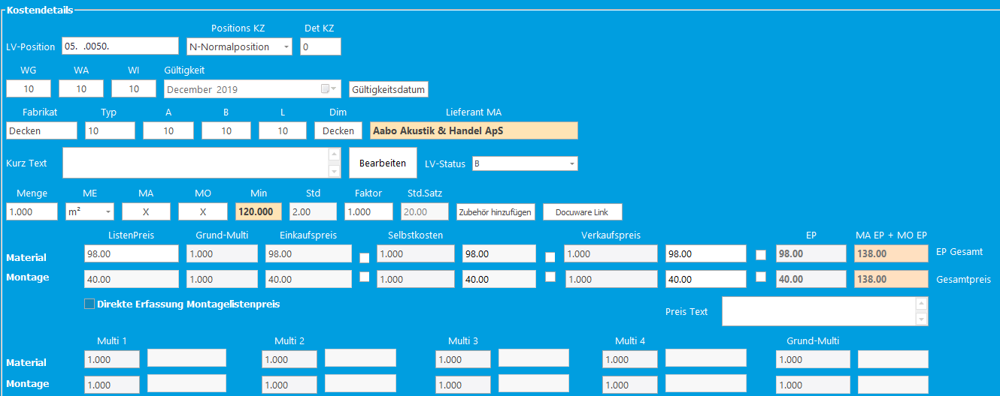 Kostendetails
Positions KZ Det KZ
LV-Position 05. .0050. N-Normalposition 0
WG WA WI Gültigkeit
10 10 10 December 2019 Gültigkeitsdatum
Fabrikat Typ A B L Dim Lieferant MA
Decken 10 10 10 10 Decken Aabo Akustik & Handel ApS
Kurz Text Bearbeiten LV-Status B
Menge ME MA MO Min Std Faktor Std.Satz
1.000 m² X X 120.000 2.00 1.000 20.00 Zubehör hinzufügen Docuware Link
ListenPreis Grund-Multi Einkaufspreis Selbstkosten Verkaufspreis EP MA EP + MO EP
Material 98.00 1.000 98.00 1.000 98.00 1.000 98.00 98.00 138.00 EP Gesamt
Montage 40.00 1.000 40.00 1.000 40.00 1.000 40.00 40.00 138.00 Gesamtpreis
Direkte Erfassung Montagelistenpreis Preis Text
Multi 1 Multi 2 Multi 3 Multi 4 Grund-Multi
Material 1.000 1.000 1.000 1.000 1.000
Montage 1.000 1.000 1.000 1.000 1.000